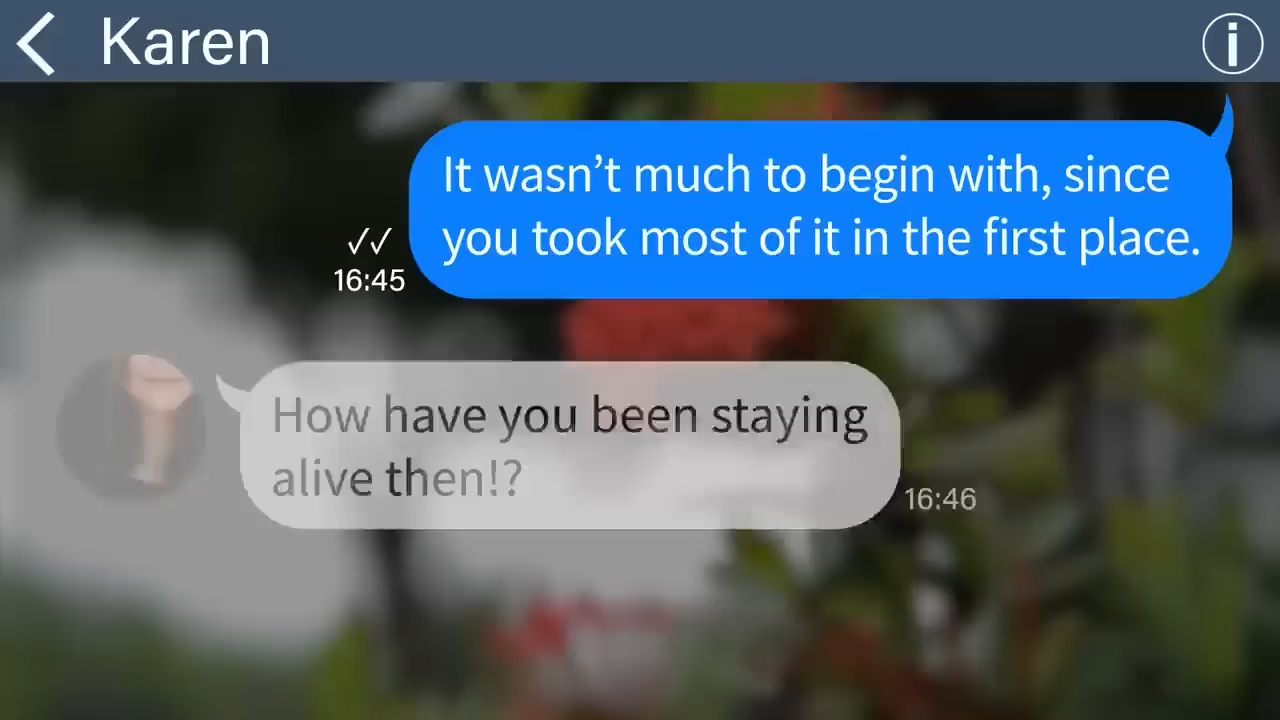 Karen
It wasn’t much to begin with, since
you took most of it in the first place.
16:45
How have you been staying
alive then!?
16:46